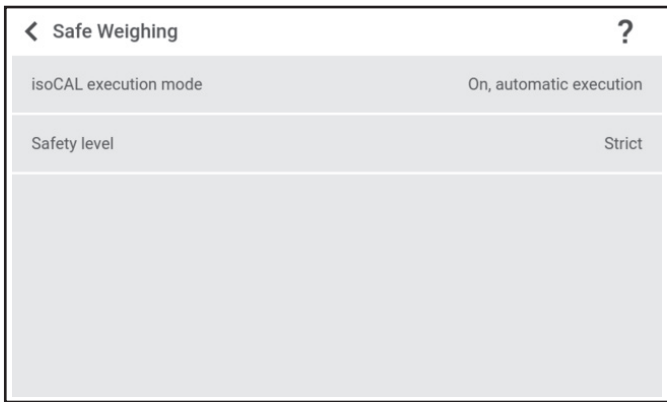 Safe Weighing ?
isoCAL execution mode On, automatic execution
Safety level Strict